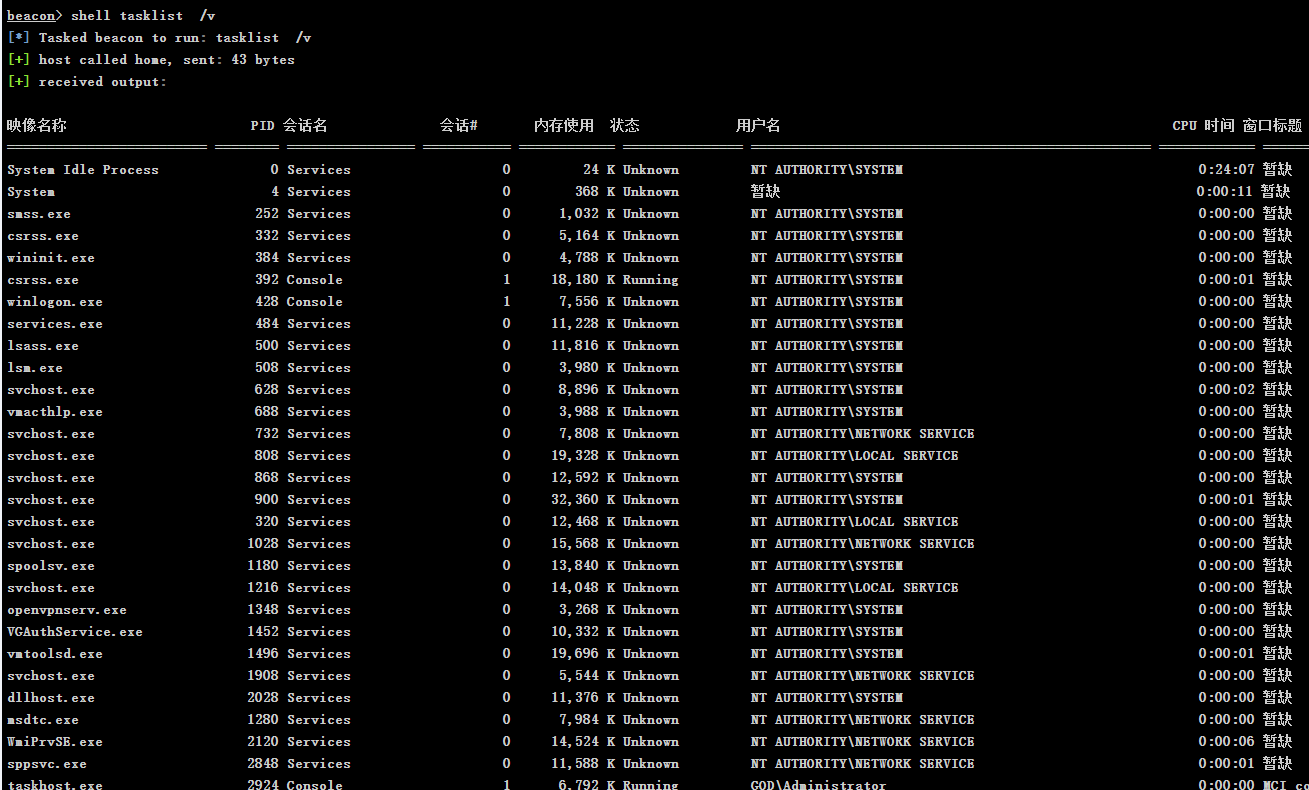 beacon> shell tasklist  /v
[*] Tasked beacon to run: tasklist  /v
[+] host called home, sent: 43 bytes
[+] received output:
映像名称 PID 会话名 会话# 内存使用 状态 用户名 CPU 时间 窗口标题
System Idle Process 0 Services 0 24 K Unknown NT AUTHORITY\SYSTEM 0:24:07 暂缺
System 4 Services 0 368 K Unknown 暂缺 0:00:11 暂缺
smss.exe 252 Services 0 1,032 K Unknown NT AUTHORITY\SYSTEM 0:00:00 暂缺
csrss.exe 332 Services 0 5,164 K Unknown NT AUTHORITY\SYSTEM 0:00:00 暂缺
wininit.exe 384 Services 0 4,788 K Unknown NT AUTHORITY\SYSTEM 0:00:00 暂缺
csrss.exe 392 Console 1 18,180 K Running NT AUTHORITY\SYSTEM 0:00:01 暂缺
winlogon.exe 428 Console 1 7,556 K Unknown NT AUTHORITY\SYSTEM 0:00:00 暂缺
services.exe 484 Services 0 11,228 K Unknown NT AUTHORITY\SYSTEM 0:00:00 暂缺
lsass.exe 500 Services 0 11,816 K Unknown NT AUTHORITY\SYSTEM 0:00:00 暂缺
lsm.exe 508 Services 0 3,980 K Unknown NT AUTHORITY\SYSTEM 0:00:00 暂缺
svchost.exe 628 Services 0 8,896 K Unknown NT AUTHORITY\SYSTEM 0:00:02 暂缺
vmacthlp.exe 688 Services 0 3,988 K Unknown NT AUTHORITY\SYSTEM 0:00:00 暂缺
svchost.exe 732 Services 0 7,808 K Unknown NT AUTHORITY\NETWORK SERVICE 0:00:00 暂缺
svchost.exe 808 Services 0 19,328 K Unknown NT AUTHORITY\LOCAL SERVICE 0:00:00 暂缺
svchost.exe 868 Services 0 12,592 K Unknown NT AUTHORITY\SYSTEM 0:00:00 暂缺
svchost.exe 900 Services 0 32,360 K Unknown NT AUTHORITY\SYSTEM 0:00:01 暂缺
svchost.exe 320 Services 0 12,468 K Unknown NT AUTHORITY\LOCAL SERVICE 0:00:00 暂缺
svchost.exe 1028 Services 0 15,568 K Unknown NT AUTHORITY\NETWORK SERVICE 0:00:00 暂缺
spoolsv.exe 1180 Services 0 13,840 K Unknown NT AUTHORITY\SYSTEM 0:00:00 暂缺
svchost.exe 1216 Services 0 14,048 K Unknown NT AUTHORITY\LOCAL SERVICE 0:00:00 暂缺
openvpnserv.exe 1348 Services 0 3,268 K Unknown NT AUTHORITY\SYSTEM 0:00:00 暂缺
VGAuthService.exe 1452 Services 0 10,332 K Unknown NT AUTHORITY\SYSTEM 0:00:00 暂缺
vmtoolsd.exe 1496 Services 0 19,696 K Unknown NT AUTHORITY\SYSTEM 0:00:01 暂缺
svchost.exe 1908 Services 0 5,544 K Unknown NT AUTHORITY\NETWORK SERVICE 0:00:00 暂缺
dllhost.exe 2028 Services 0 11,376 K Unknown NT AUTHORITY\SYSTEM 0:00:00 暂缺
msdtc.exe 1280 Services 0 7,984 K Unknown NT AUTHORITY\NETWORK SERVICE 0:00:00 暂缺
WmiPrvSE.exe 2120 Services 0 14,524 K Unknown NT AUTHORITY\NETWORK SERVICE 0:00:06 暂缺
sppsvc.exe 2848 Services 0 11,588 K Unknown NT AUTHORITY\NETWORK SERVICE 0:00:01 暂缺
taskhost.exe 2924 Console 1 6,792 K Running GOD\Administrator 0:00:00 MCI